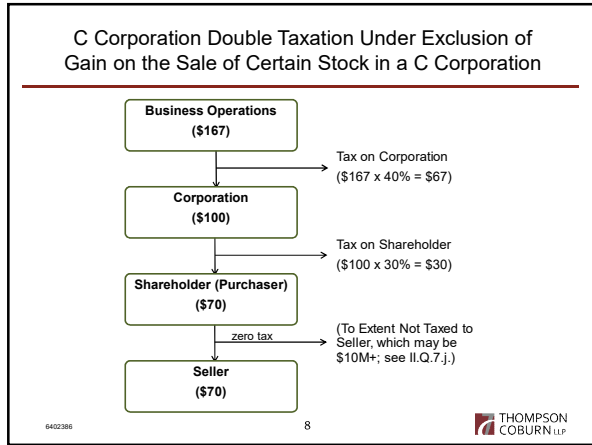 C Corporation Double Taxation Under Exclusion of
Gain on the Sale of Certain Stock in a C Corporation
Business Operations
($167)
Tax on Corporation
($167 x 40% = $67)
Corporation
($100)
Tax on Shareholder
($100 x 30% = $30)
Shareholder (Purchaser)
($70)
zero tax
(To Extent Not Taxed to
Seller, which may be
$10M+; see II.Q.7.j.)
Seller
($70)
6402386
8
THOMPSON
COBURN LLP